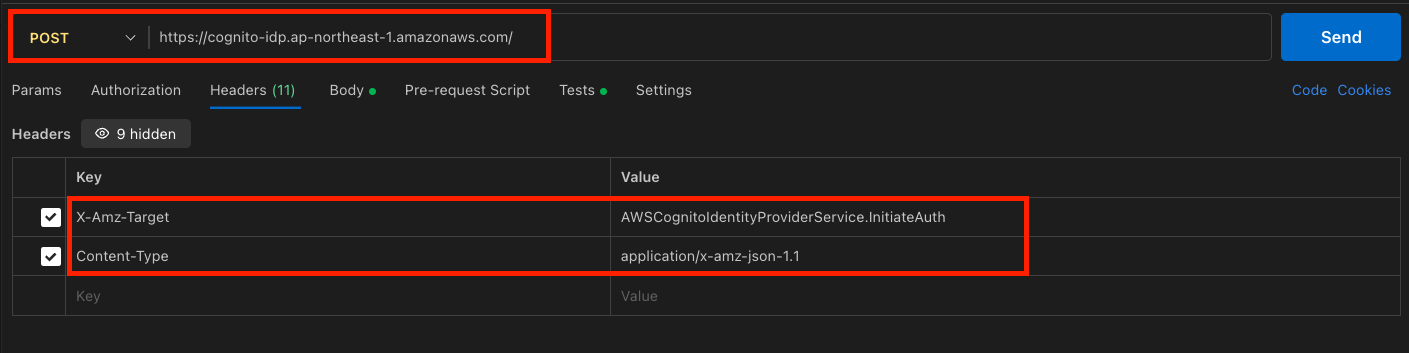 POST https://cognito-idp.ap-northeast-1.amazonaws.com/ Send
Params Authorization Headers (11) Body Pre-request Script Tests Settings Code Cookies
Headers 9 hidden
Key Value
X-Amz-Target AWSCognitoIdentityProviderService.InitiateAuth
Content-Type application/x-amz-json-1.1
Key Value